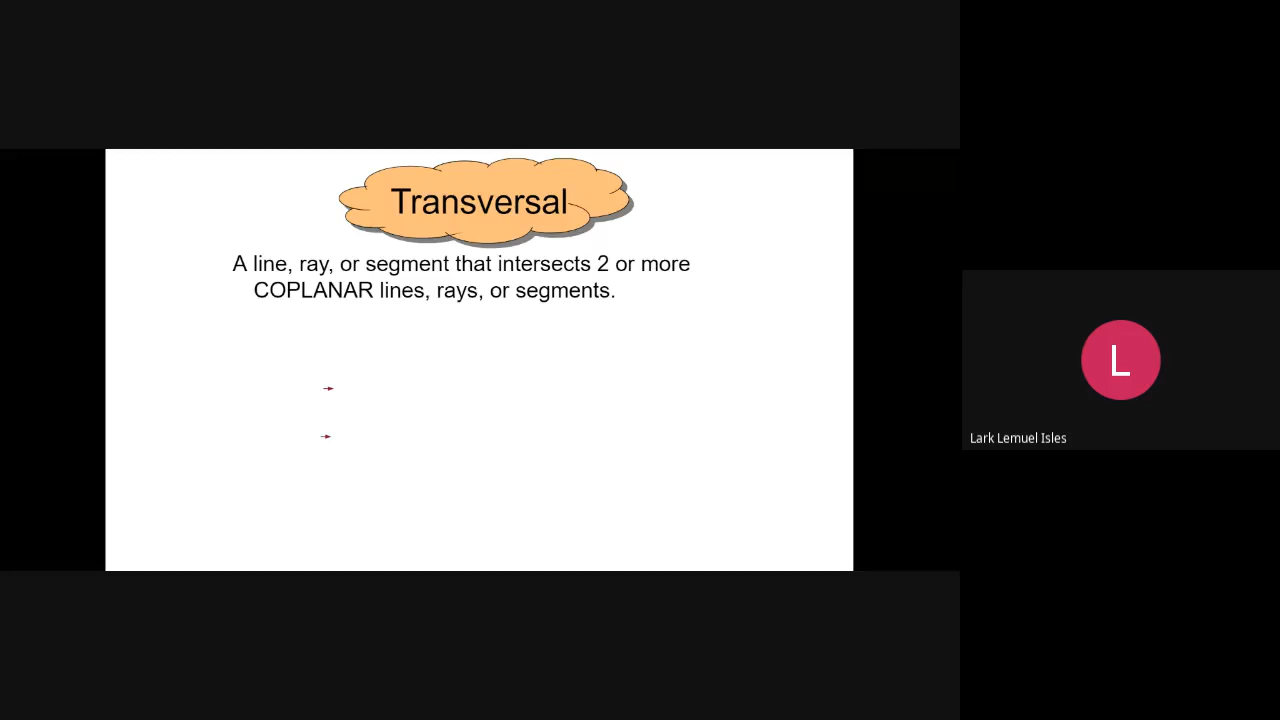 Transversal
A line, ray, or segment that intersects 2 or more
COPLANAR lines, rays, or segments.
L
Lark Lemuel Isles